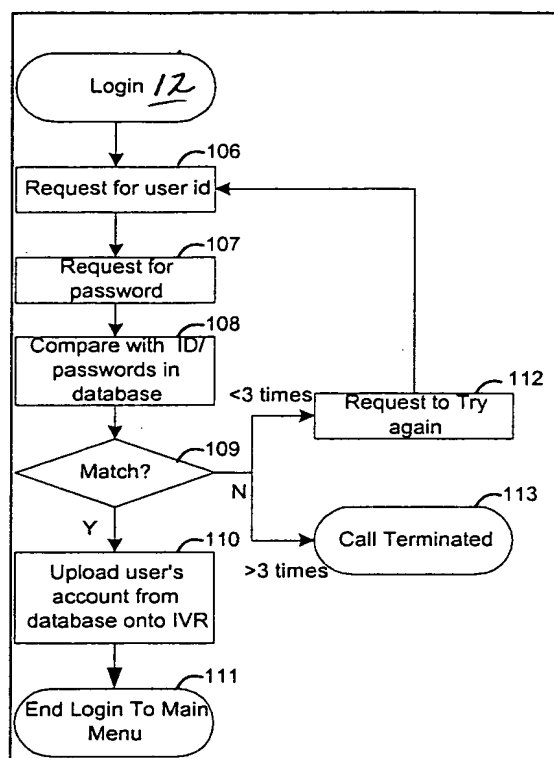 Login 12
106
Request for user id
107
Request for
password
108
Compare with ID/
passwords in
database
<3 times
112
Request to Try
again
109
Match?
N
113
Call Terminated
>3 times
Y
110
Upload user's
account from
database onto IVR
111
End Login To Main
Menu